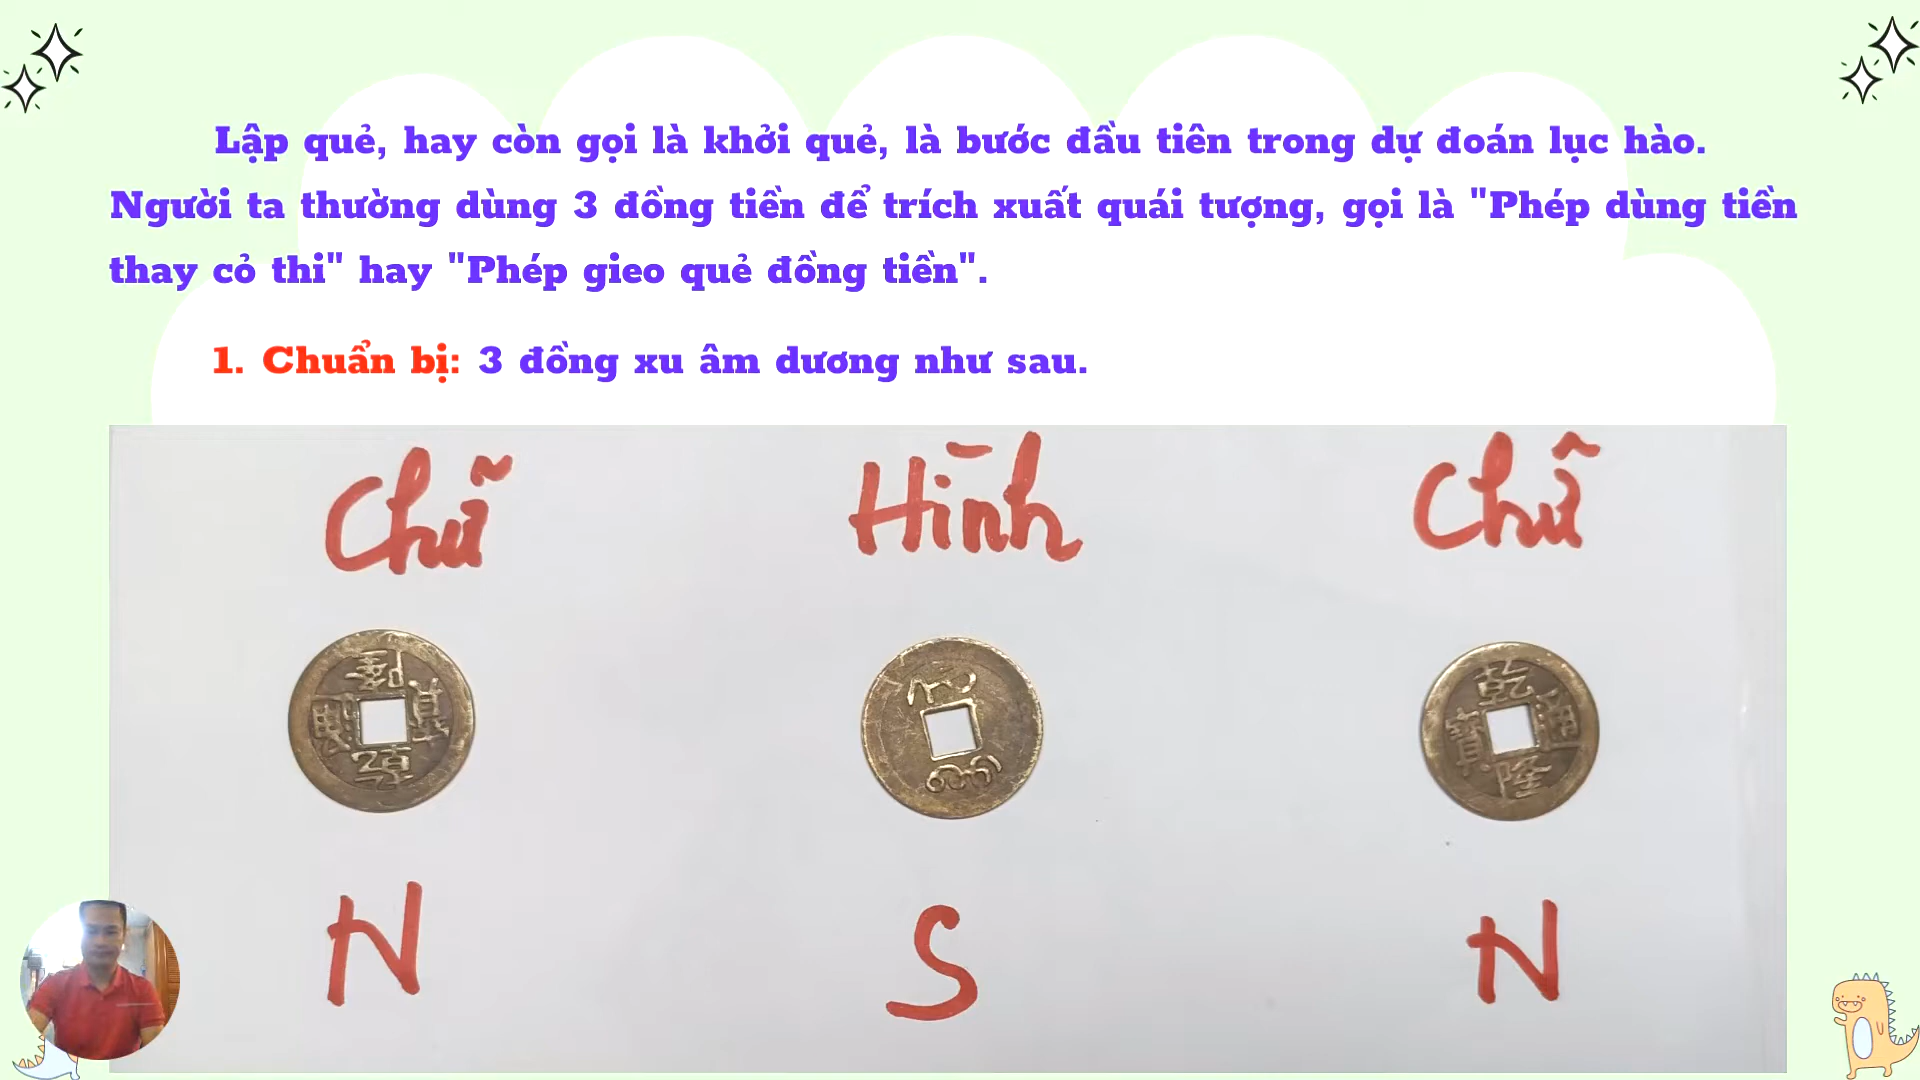 Lập quẻ, hay còn gọi là khởi quẻ, là bước đầu tiên trong dự đoán lục hào.
Người ta thường dùng 3 đồng tiền để trích xuất quái tượng, gọi là "Phép dùng tiền
thay cỏ thi" hay "Phép gieo quẻ đồng tiền".
1. Chuẩn bị: 3 đồng xu âm dương như sau.
Chữ Hình Chữ
乾隆通寶
N S N